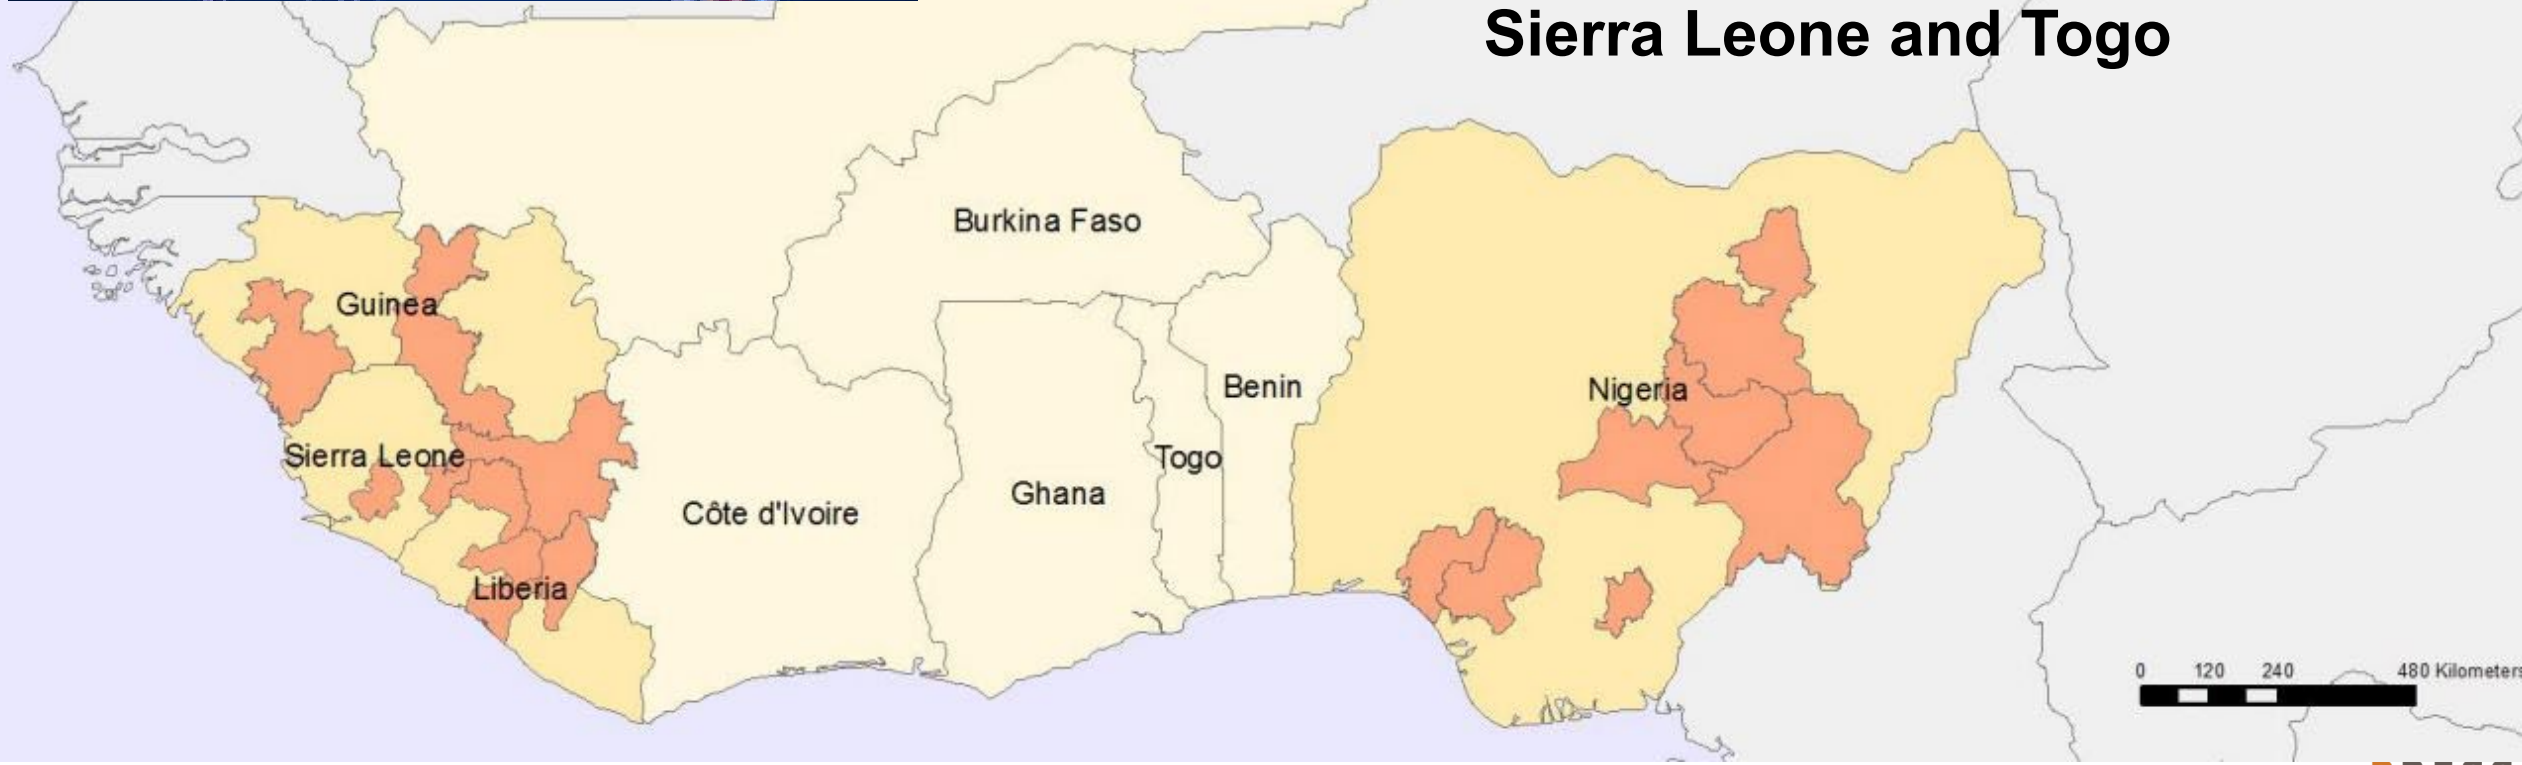 Sierra Leone and Togo
Burkina Faso
Guinea
Benin
Nigeria
Sierra Leone
Togo
Ghana
Côte d'Ivoire
Liberia
0 120 240 480 Kilometers